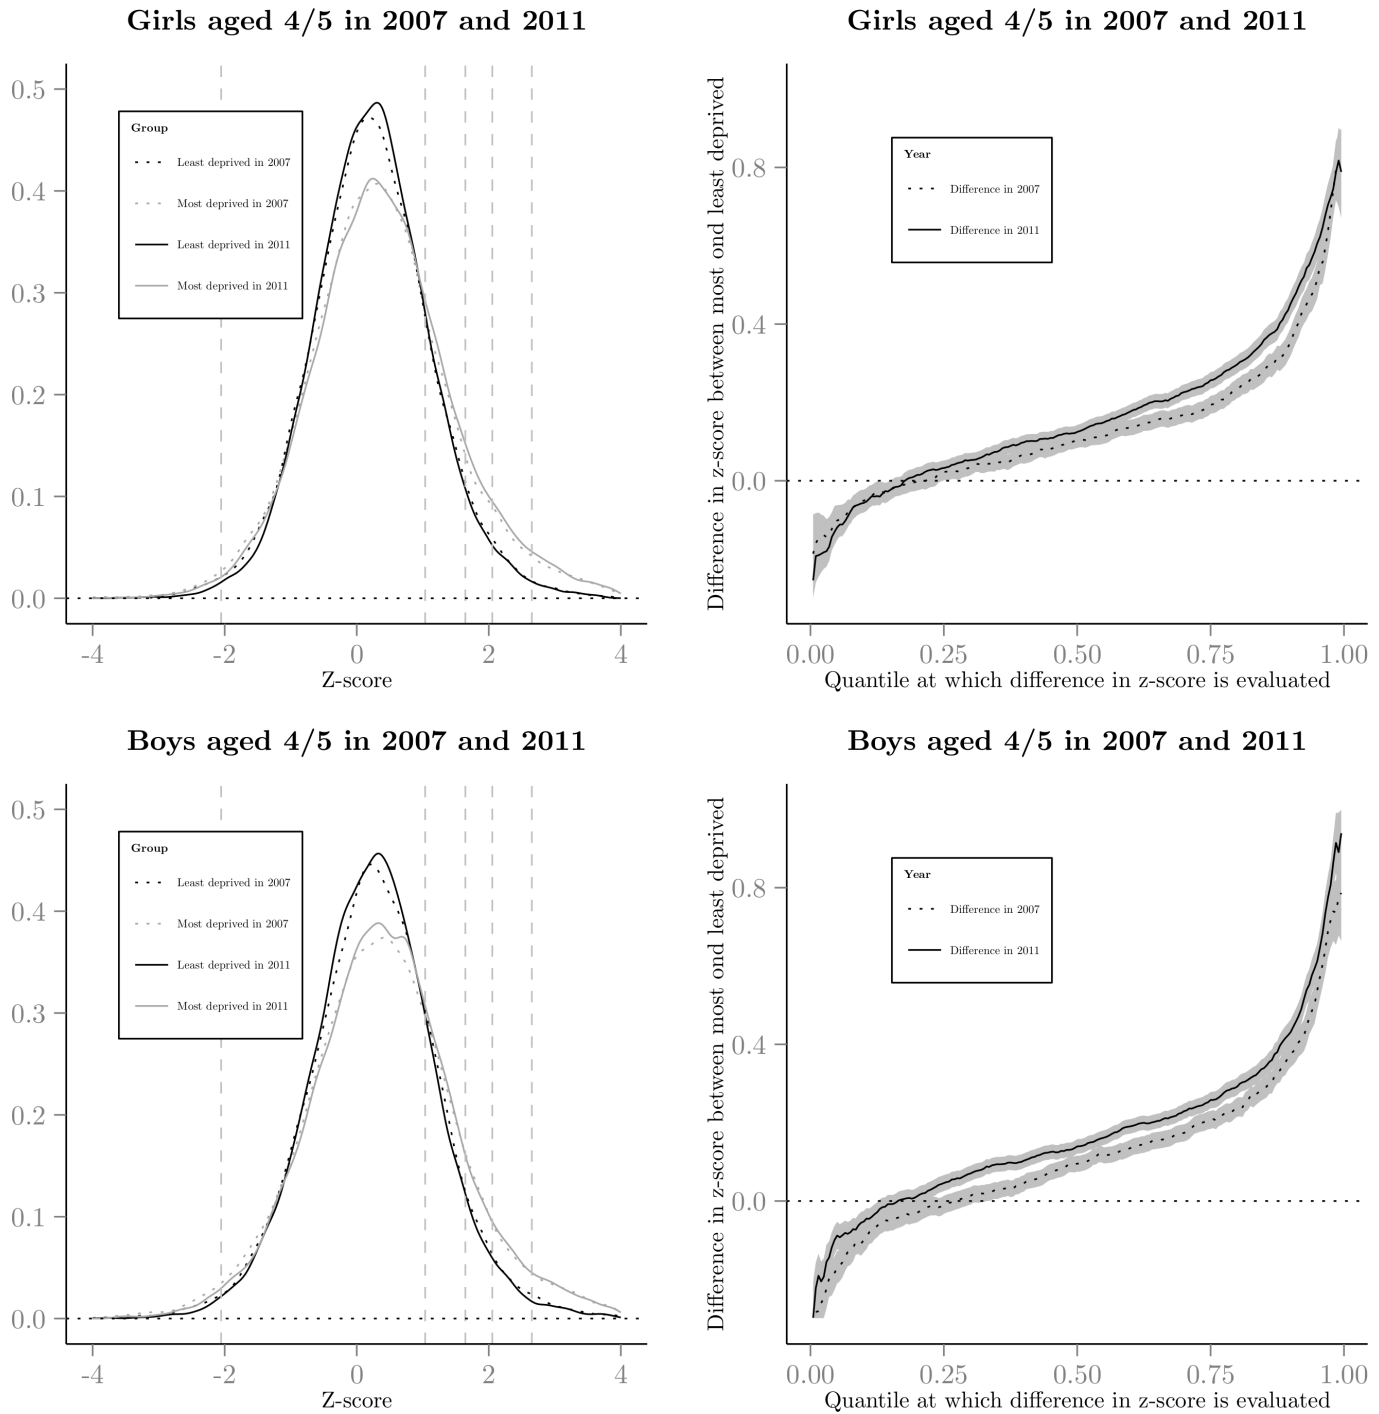 Girls aged 4/5 in 2007 and 2011
0.5
0.4
0.3
0.2
0.1
0.0
Group
Least deprived in 2007
Most deprived in 2007
Least deprived in 2011
Most deprived in 2011
-4 -2 0 2 4
Z-score
Girls aged 4/5 in 2007 and 2011
Difference in z-score between most ond least deprived
0.8
0.4
0.0
Year
Difference in 2007
Difference in 2011
0.00 0.25 0.50 0.75 1.00
Quantile at which difference in z-score is evaluated
Boys aged 4/5 in 2007 and 2011
0.5
0.4
0.3
0.2
0.1
0.0
Group
Least deprived in 2007
Most deprived in 2007
Least deprived in 2011
Most deprived in 2011
-4 -2 0 2 4
Z-score
Boys aged 4/5 in 2007 and 2011
Difference in z-score between most ond least deprived
0.8
0.4
0.0
Year
Difference in 2007
Difference in 2011
0.00 0.25 0.50 0.75 1.00
Quantile at which difference in z-score is evaluated